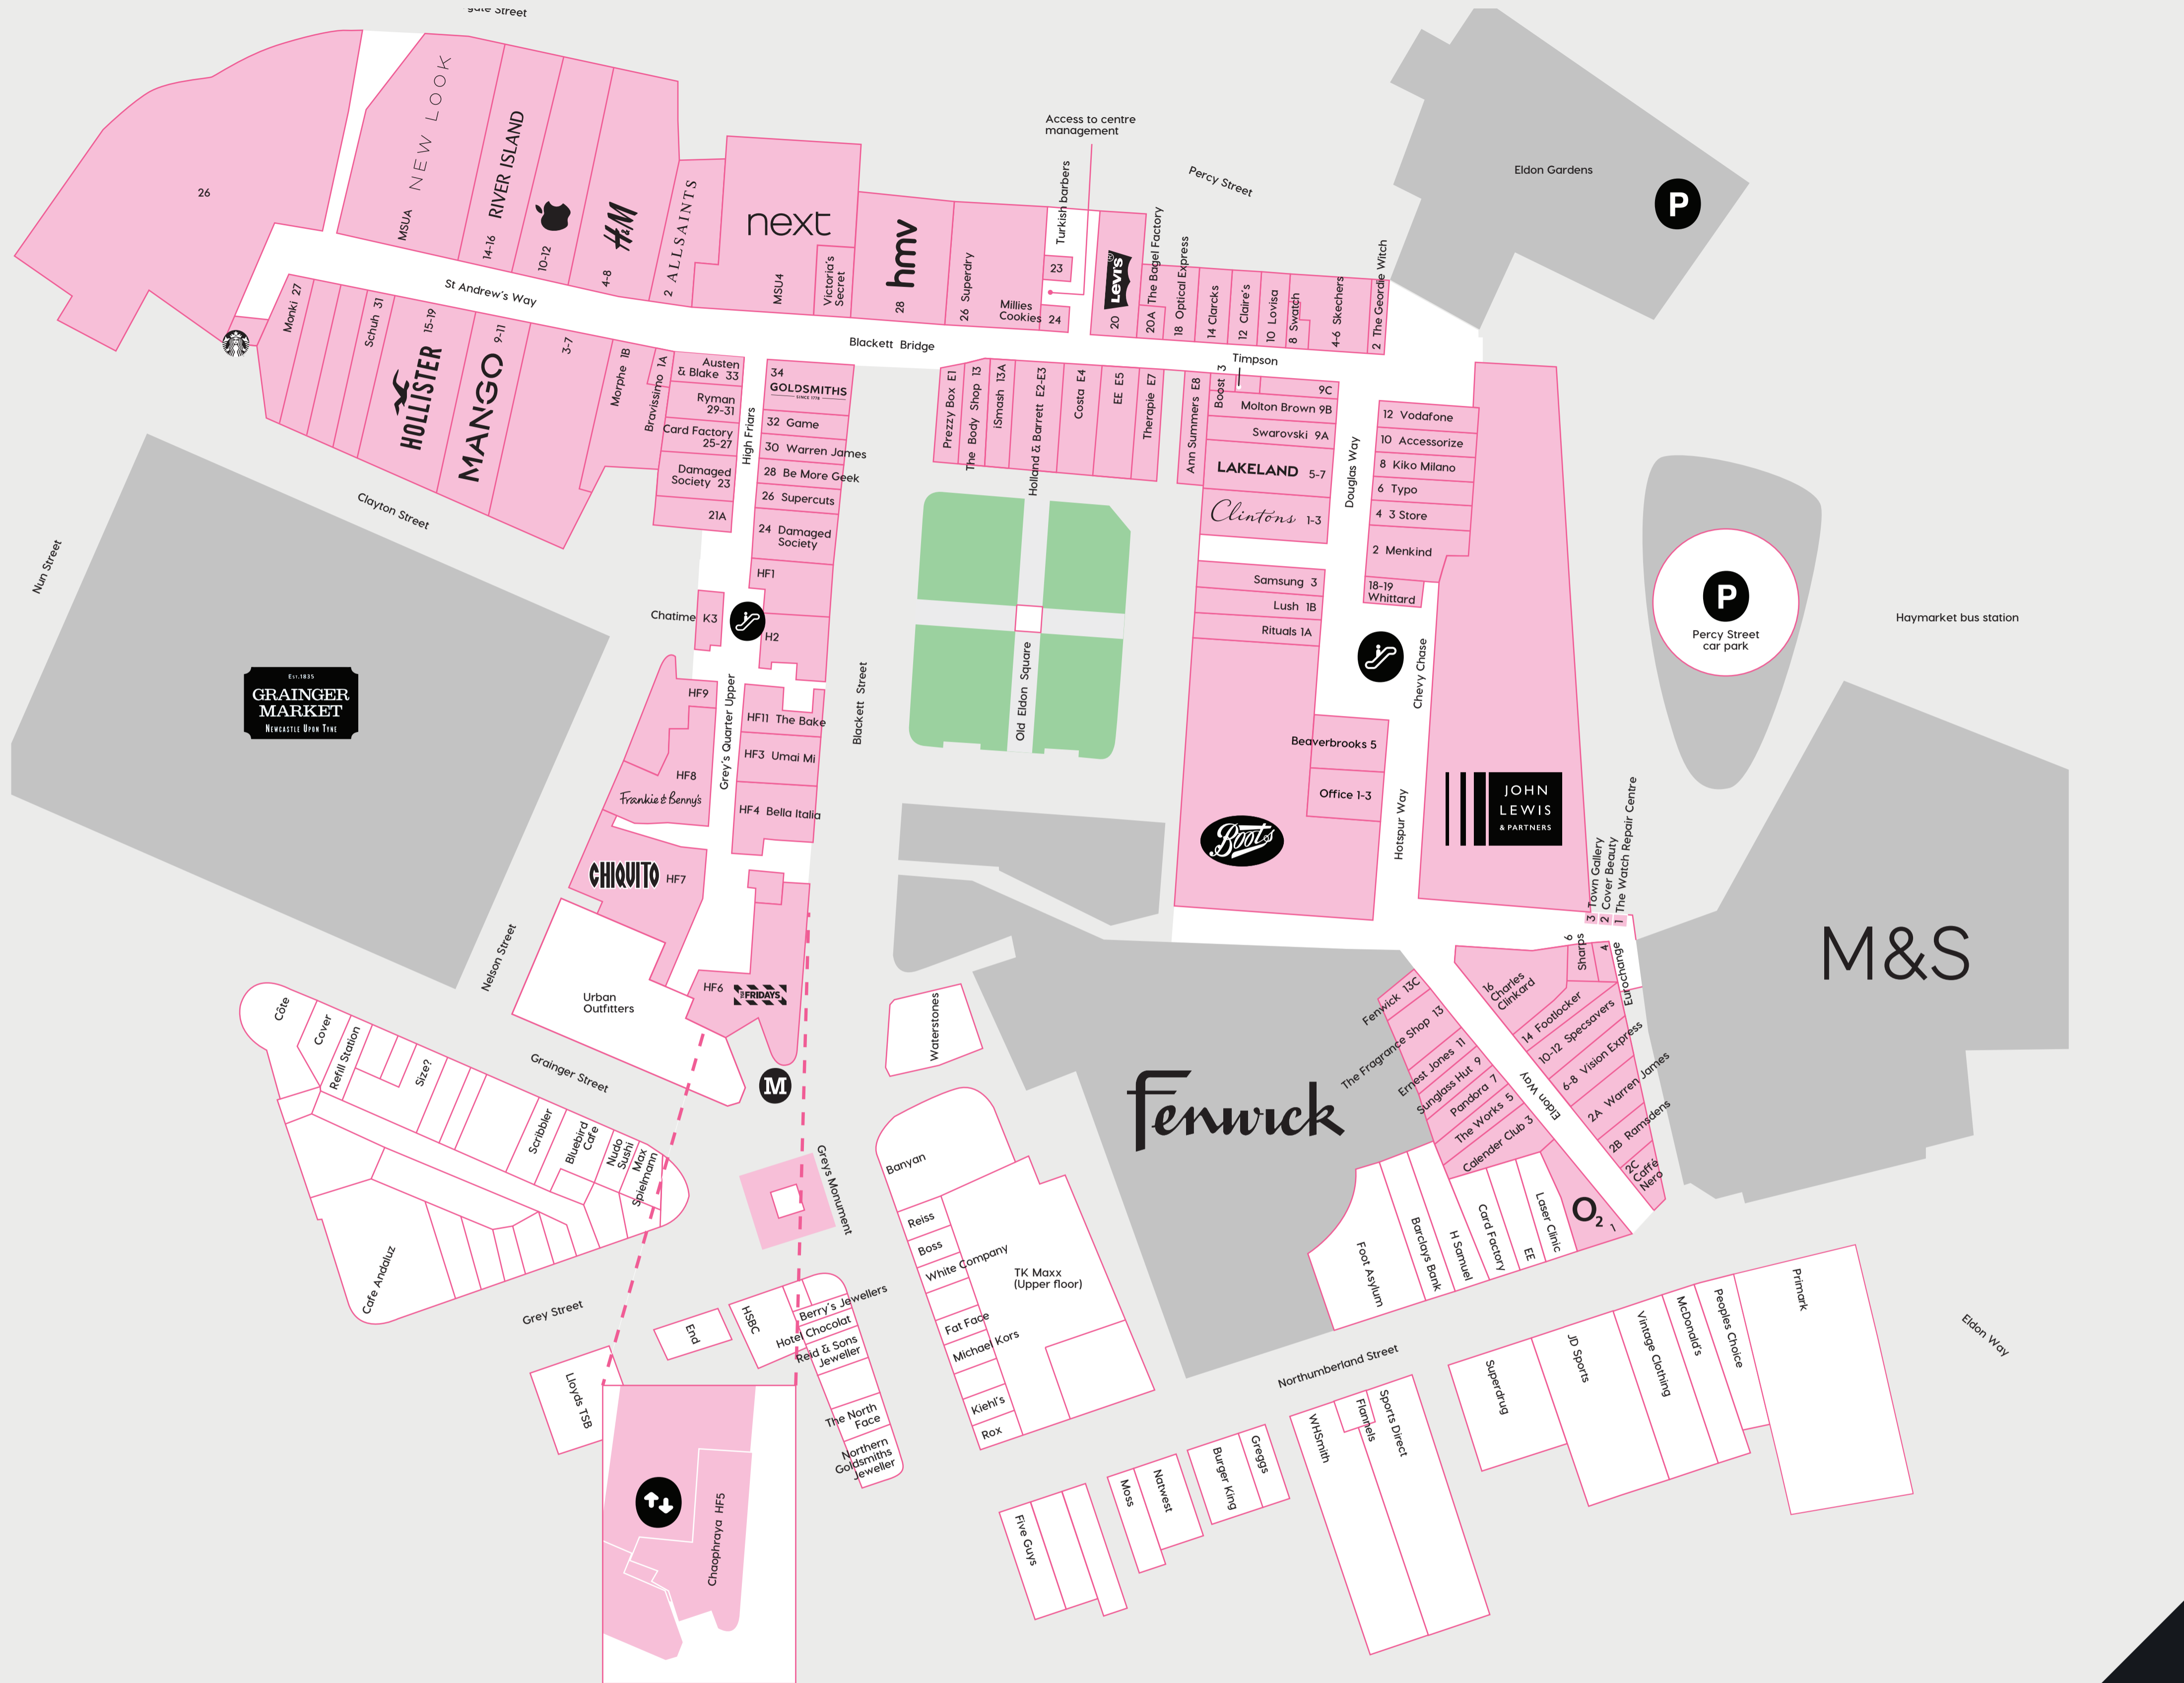 gate Street
26
MSUA NEW LOOK
14-16 RIVER ISLAND
10-12
4-8 H&M
2 ALLSAINTS
next
MSU4
Victoria's
Secret
28 hmv
26 Superdry
Access to centre
management
Turkish barbers
23
Millies
Cookies
24
20 LEVI'S ®
Percy Street
20A The Bagel Factory
18 Optical Express
14 Clarcks
12 Claire's
10 Lovisa
8 Swatch
4-6 Skechers
2 The Geordie Witch
Eldon Gardens
P
St Andrew's Way
Blackett Bridge
Timpson
Monki 27
Schuh 31
15-19
HOLLISTER
9-11
MANGO
3-7
Morphe 1B
Bravissimo 1A
Austen
& Blake 33
Ryman
29-31
Card Factory
25-27
Damaged
Society 23
21A
High Friars
34
GOLDSMITHS
SINCE 1778
32 Game
30 Warren James
28 Be More Geek
26 Supercuts
24 Damaged
Society
HF1
H2
Chatime K3
Prezzy Box E1
The Body Shop 13
iSmash 13A
Holland & Barrett E2-E3
Costa E4
EE E5
Therapie E7
Ann Summers E8
Boost 3
9C
Molton Brown 9B
Swarovski 9A
LAKELAND 5-7
Clintons 1-3
Samsung 3
Lush 1B
Rituals 1A
Douglas Way
12 Vodafone
10 Accessorize
8 Kiko Milano
6 Typo
4 3 Store
2 Menkind
18-19
Whittard
Chevy Chase
Beaverbrooks 5
Office 1-3
Boots
Hotspur Way
JOHN
LEWIS
& PARTNERS
P
Percy Street
car park
Haymarket bus station
Clayton Street
Nun Street
EST.1835
GRAINGER
MARKET
NEWCASTLE UPON TYNE
Blackett Street
Old Eldon Square
Grey's Quarter Upper
HF9
HF8
Frankie & Benny's
HF11 The Bake
HF3 Umai Mi
HF4 Bella Italia
CHIQUITO HF7
HF6
FRIDAYS
Urban
Outfitters
Nelson Street
Grainger Street
M
3 Town Gallery
2 Cover Beauty
1 The Watch Repair Centre
M&S
6
Sharps
4
Eurochange
16
Charles
Clinkard
14 Footlocker
10-12 Specsavers
6-8 Vision Express
2A Warren James
2B Ramsdens
2C
Caffé
Nero
Eldon Way
Fenwick 13C
The Fragrance Shop 13
Ernest Jones 11
Sunglass Hut 9
Pandora 7
The Works 5
Calender Club 3
O2 1
Fenwick
Waterstones
Côte
Cover
Refill Station
Size?
Scribbler
Bluebird
Cafe
Nudo
Sushi
Max
Spielmann
Cafe Andaluz
Greys Monument
Banyan
Reiss
Boss
White Company
TK Maxx
(Upper floor)
Fat Face
Michael Kors
Kiehl's
Rox
Foot Asylum
Barclays Bank
H Samuel
Card Factory
EE
Laser Clinic
Grey Street
End
HSBC
Berry's Jewellers
Hotel Chocolat
Reid & Sons
Jeweller
The North
Face
Northern
Goldsmiths
Jeweller
Lloyds TSB
Chaophraya HF5
Northumberland Street
Five Guys
Moss
Natwest
Burger King
Greggs
WHSmith
Flannels
Sports Direct
Superdrug
JD Sports
Vintage Clothing
McDonald's
Peoples Choice
Primark
Eldon Way